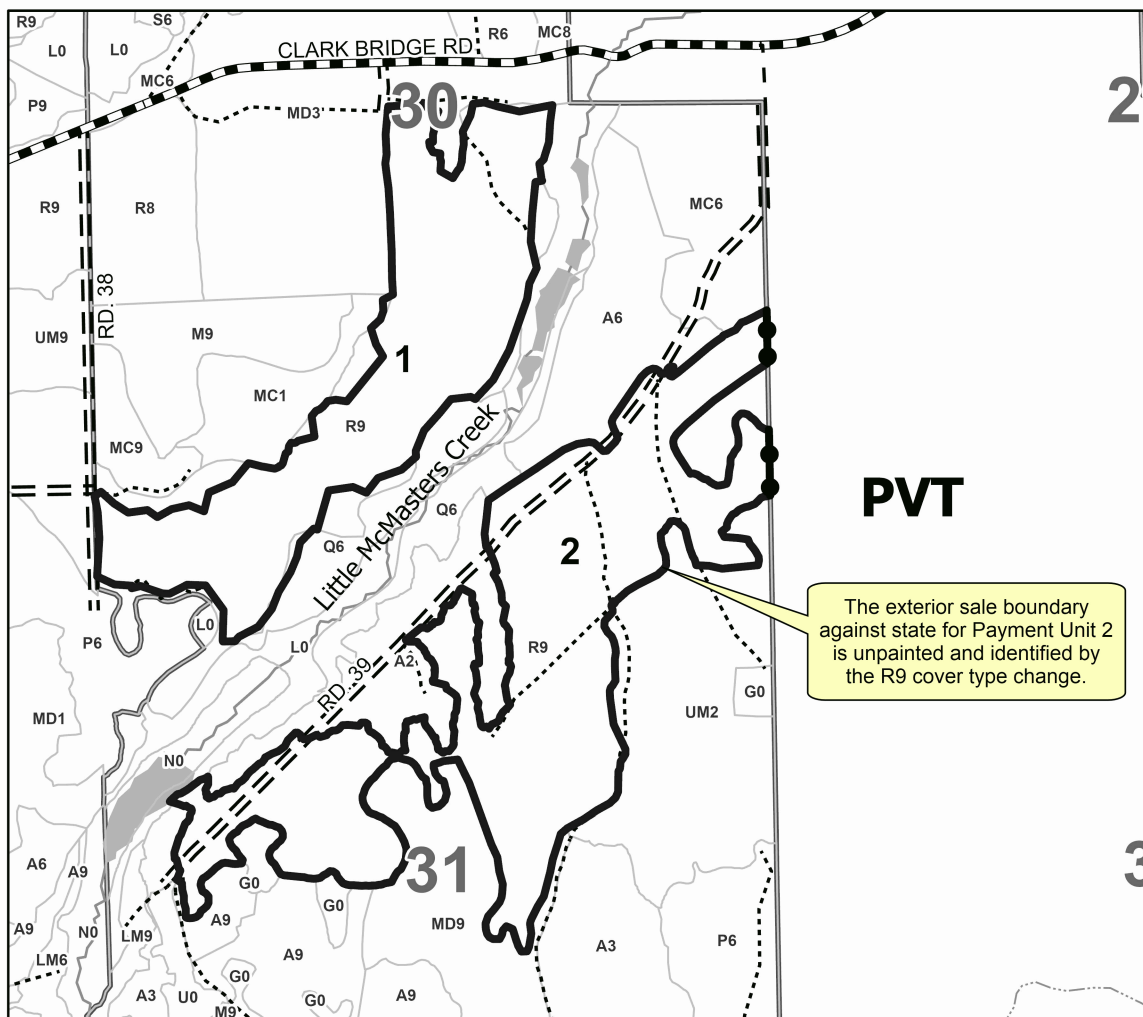 R9
S6
L0
L0
R6
MC8
CLARK BRIDGE RD
MC6
P9
MD3
30
2
R9
R8
MC6
RD. 38
A6
UM9
M9
1
MC1
R9
MC9
Little McMasters Creek
PVT
Q6
Q6
2
The exterior sale boundary
against state for Payment Unit 2
is unpainted and identified by
the R9 cover type change.
L0
P6
L0
R9
A2
RD. 39
G0
UM2
MD1
N0
A6
A9
31
3
G0
G0
A9
MD9
A9
N0
LM9
A3
P6
LM6
A9
G0
A3
U0
G0
A9
M9